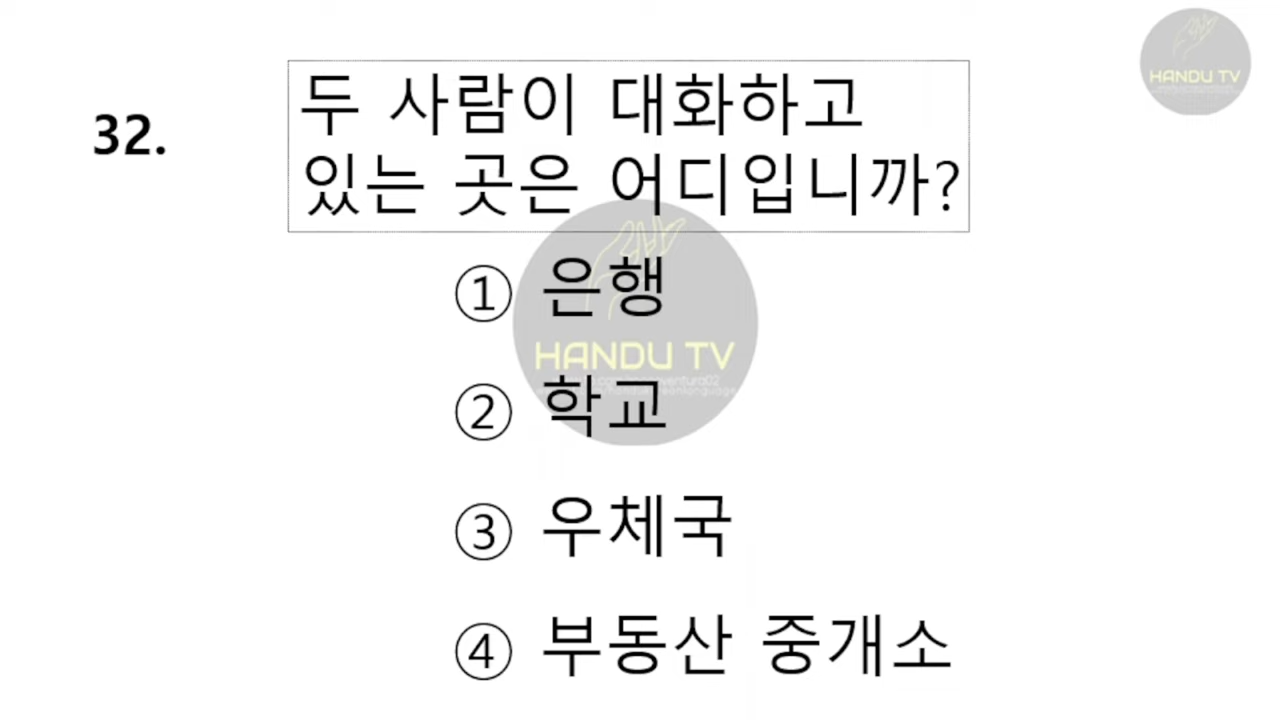 HANDU TV
32.
두 사람이 대화하고
있는 곳은 어디입니까?
① 은행
HANDU TV
② 학교
③ 우체국
④ 부동산 중개소